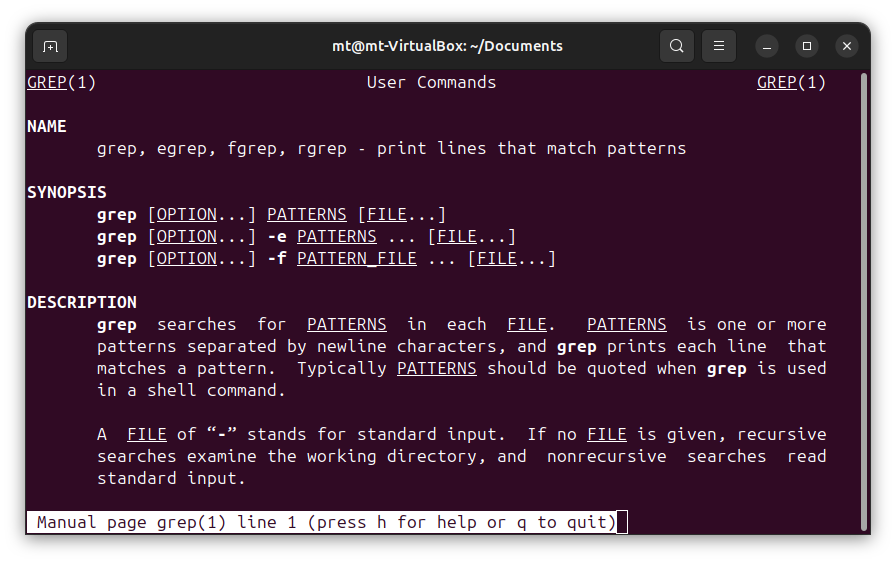 mt@mt-VirtualBox: ~/Documents
GREP(1) User Commands GREP(1)
NAME
grep, egrep, fgrep, rgrep - print lines that match patterns
SYNOPSIS
grep [OPTION...] PATTERNS [FILE...]
grep [OPTION...] -e PATTERNS ... [FILE...]
grep [OPTION...] -f PATTERN_FILE ... [FILE...]
DESCRIPTION
grep searches for PATTERNS in each FILE. PATTERNS is one or more
patterns separated by newline characters, and grep prints each line that
matches a pattern. Typically PATTERNS should be quoted when grep is used
in a shell command.
A FILE of “-” stands for standard input. If no FILE is given, recursive
searches examine the working directory, and nonrecursive searches read
standard input.
Manual page grep(1) line 1 (press h for help or q to quit)